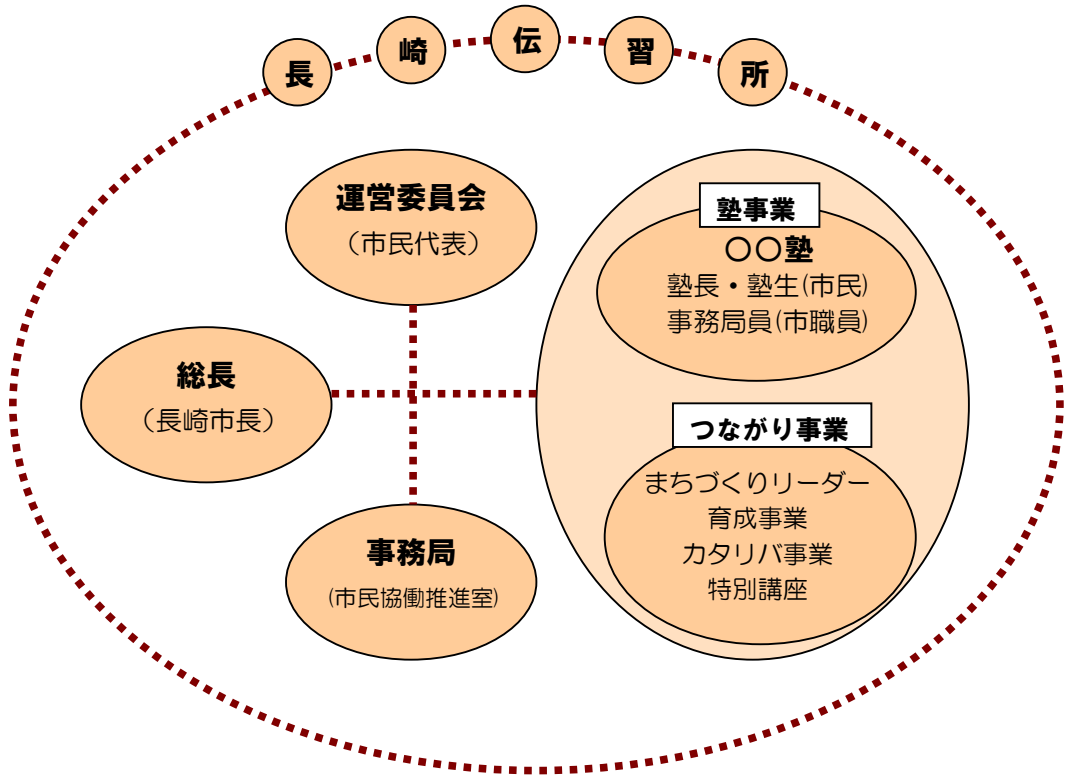 長崎伝習所
運営委員会
（市民代表）
総長
（長崎市長）
事務局
(市民協働推進室)
塾事業
〇〇塾
塾長・塾生(市民)
事務局員(市職員)
つながり事業
まちづくりリーダー
育成事業
カタリバ事業
特別講座